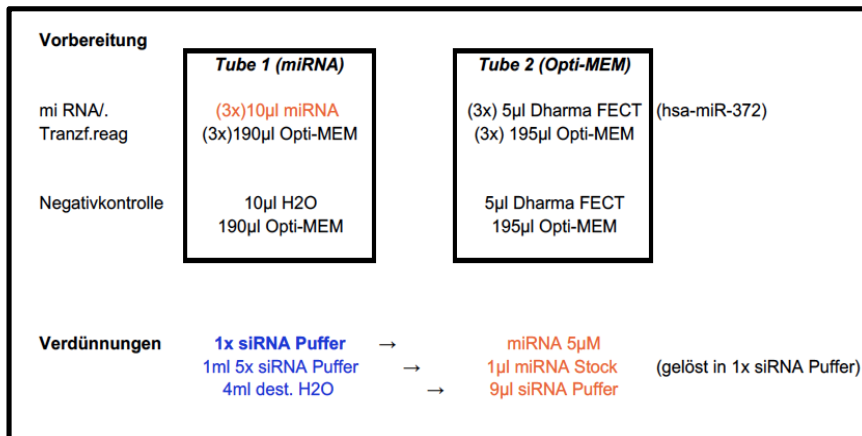 Vorbereitung
Tube 1 (miRNA) Tube 2 (Opti-MEM)
mi RNA/. (3x)10µl miRNA (3x) 5µl Dharma FECT (hsa-miR-372)
Tranzf.reag (3x)190µl Opti-MEM (3x) 195µl Opti-MEM
Negativkontrolle 10µl H2O 5µl Dharma FECT
190µl Opti-MEM 195µl Opti-MEM
Verdünnungen 1x siRNA Puffer → miRNA 5µM
1ml 5x siRNA Puffer → 1µl miRNA Stock (gelöst in 1x siRNA Puffer)
4ml dest. H2O → 9µl siRNA Puffer